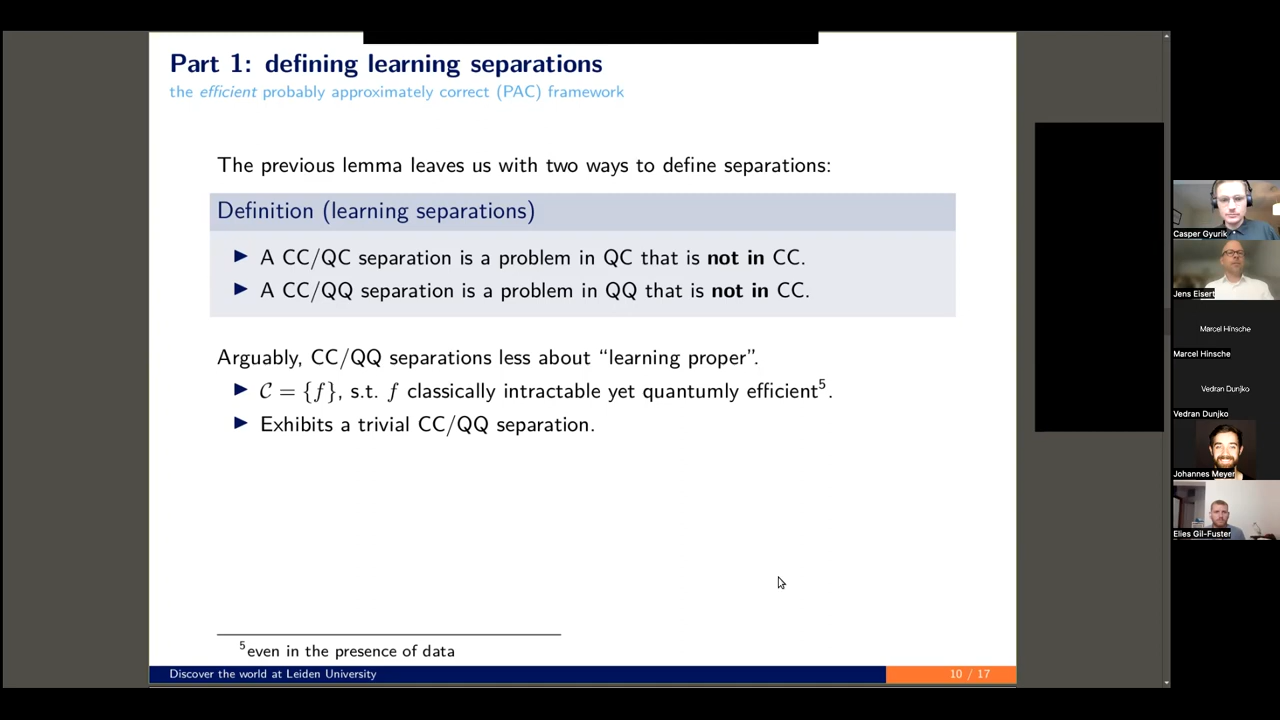 Part 1: defining learning separations
the efficient probably approximately correct (PAC) framework
The previous lemma leaves us with two ways to define separations:
Definition (learning separations)
▶ A CC/QC separation is a problem in QC that is not in CC.
▶ A CC/QQ separation is a problem in QQ that is not in CC.
Arguably, CC/QQ separations less about “learning proper”.
▶ C = {f}, s.t. f classically intractable yet quantumly efficient⁵.
▶ Exhibits a trivial CC/QQ separation.
⁵even in the presence of data
Discover the world at Leiden University
10 / 17
Casper Gyurik
Jens Eisert
Marcel Hinsche
Marcel Hinsche
Vedran Dunjko
Vedran Dunjko
Johannes Meyer
Elies Gil-Fuster